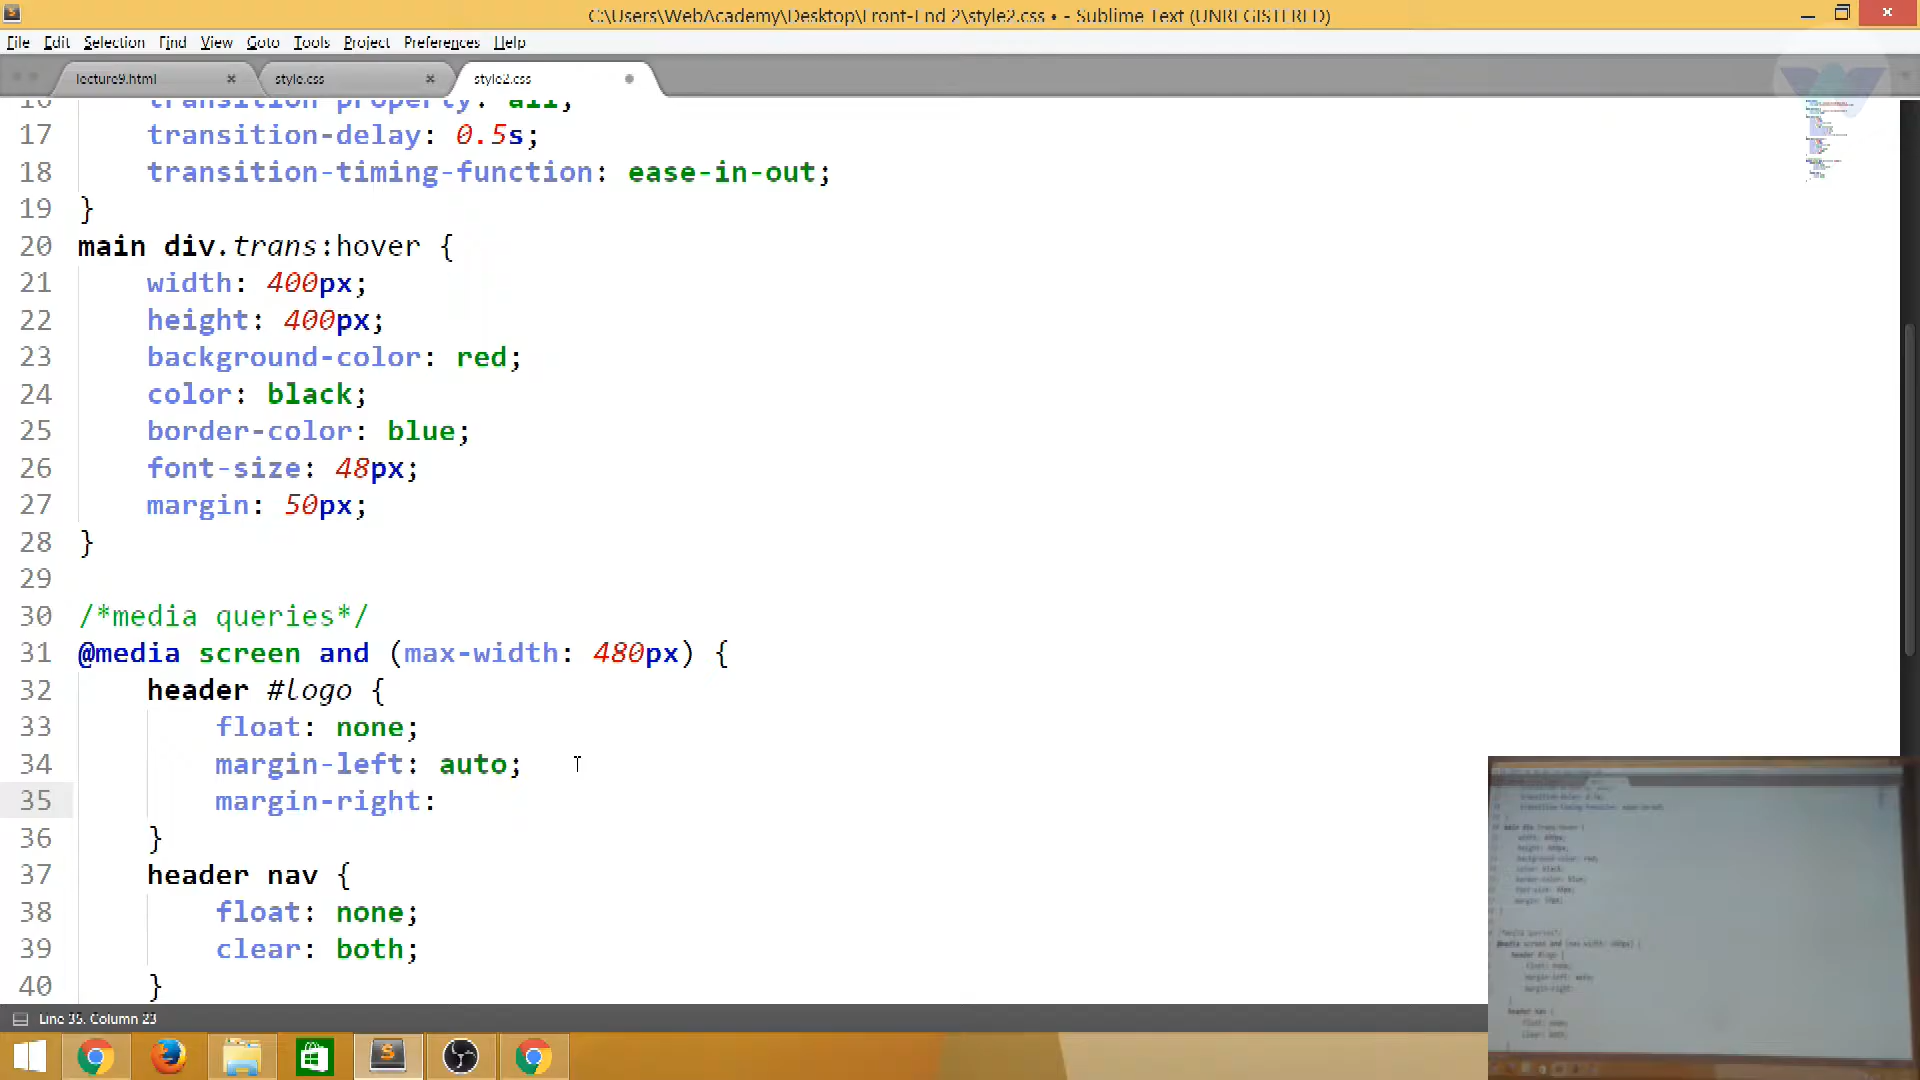 C:\Users\WebAcademy\Desktop\Front-End 2\style2.css • - Sublime Text (UNREGISTERED)
File Edit Selection Find View Goto Tools Project Preferences Help
lecture9.html style.css style2.css
16 transition-property: all;
17 transition-delay: 0.5s;
18 transition-timing-function: ease-in-out;
19 }
20 main div.trans:hover {
21 width: 400px;
22 height: 400px;
23 background-color: red;
24 color: black;
25 border-color: blue;
26 font-size: 48px;
27 margin: 50px;
28 }
29
30 /*media queries*/
31 @media screen and (max-width: 480px) {
32 header #logo {
33 float: none;
34 margin-left: auto;
35 margin-right:
36 }
37 header nav {
38 float: none;
39 clear: both;
40 }
Line 35, Column 23